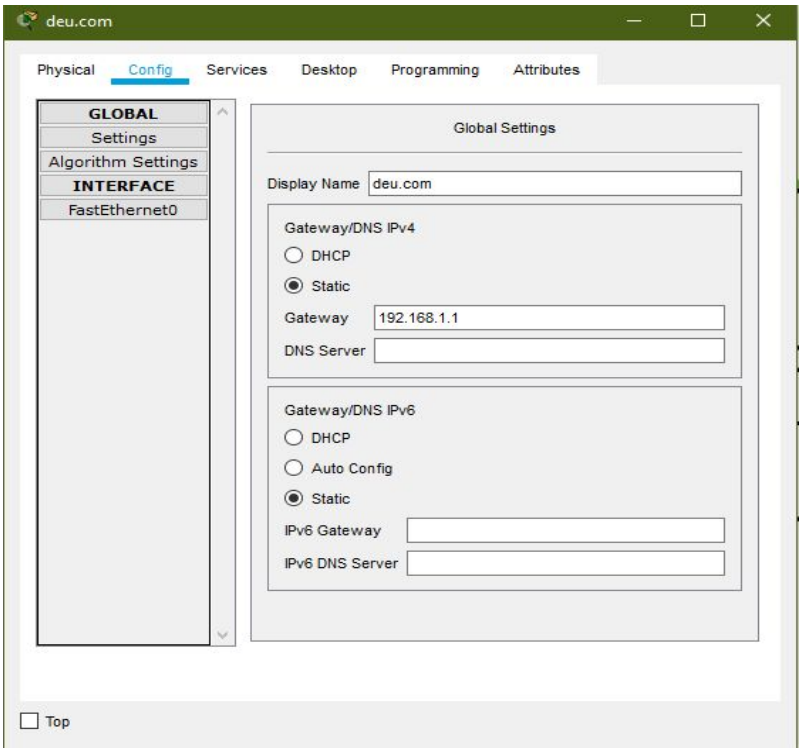 deu.com
Physical Config Services Desktop Programming Attributes
GLOBAL
Settings
Algorithm Settings
INTERFACE
FastEthernet0
Global Settings
Display Name deu.com
Gateway/DNS IPv4
DHCP
Static
Gateway 192.168.1.1
DNS Server
Gateway/DNS IPv6
DHCP
Auto Config
Static
IPv6 Gateway
IPv6 DNS Server
Top